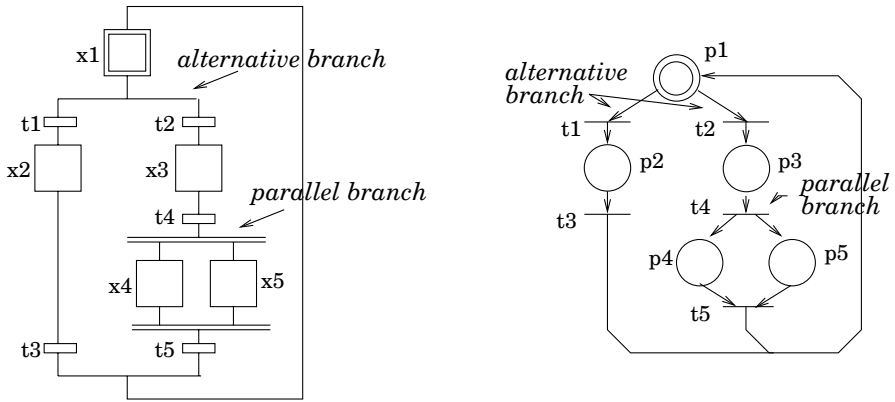 x1
alternative branch
t1
t2
x2
x3
parallel branch
t4
x4
x5
t3
t5
p1
alternative
branch
t1
t2
p2
p3
parallel
branch
t3
t4
p4
p5
t5